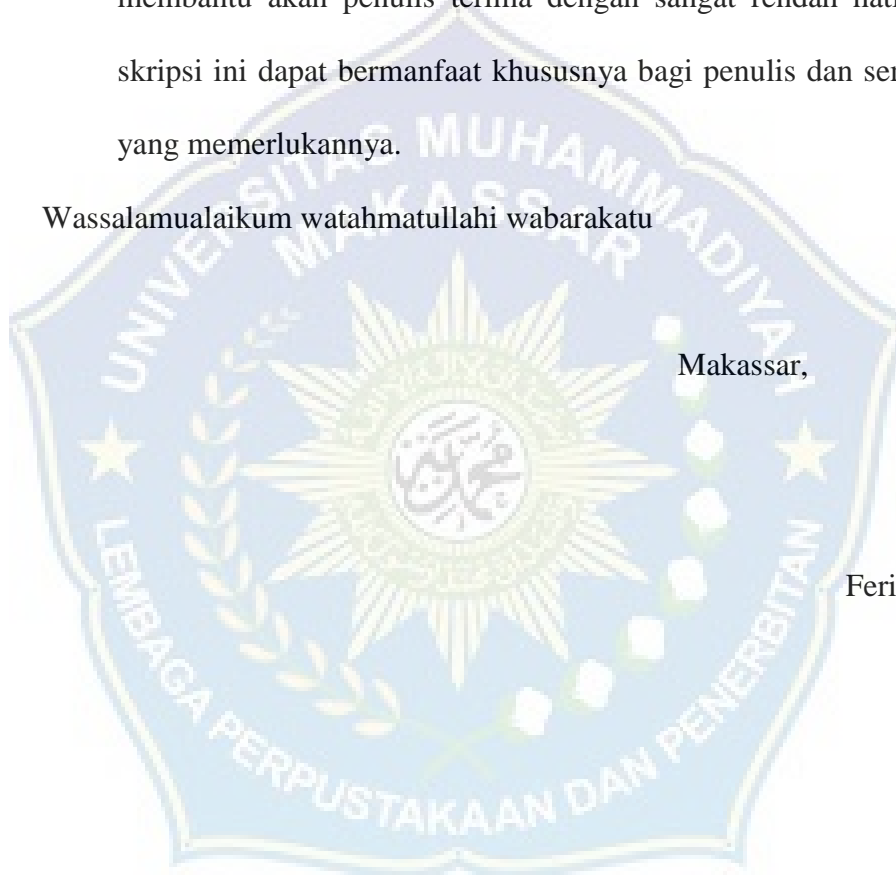 membantu akan penulis terima dengan sangat rendah hati
skripsi ini dapat bermanfaat khususnya bagi penulis dan
yang memerlukannya.
Wassalamualaikum watahmatullahi wabarakatu
Makassar,
Feri
UNIVERSITAS MUHAMMADIYAH
MAKASSAR
محمد
LEMBAGA PERPUSTAKAAN DAN PENERBITAN